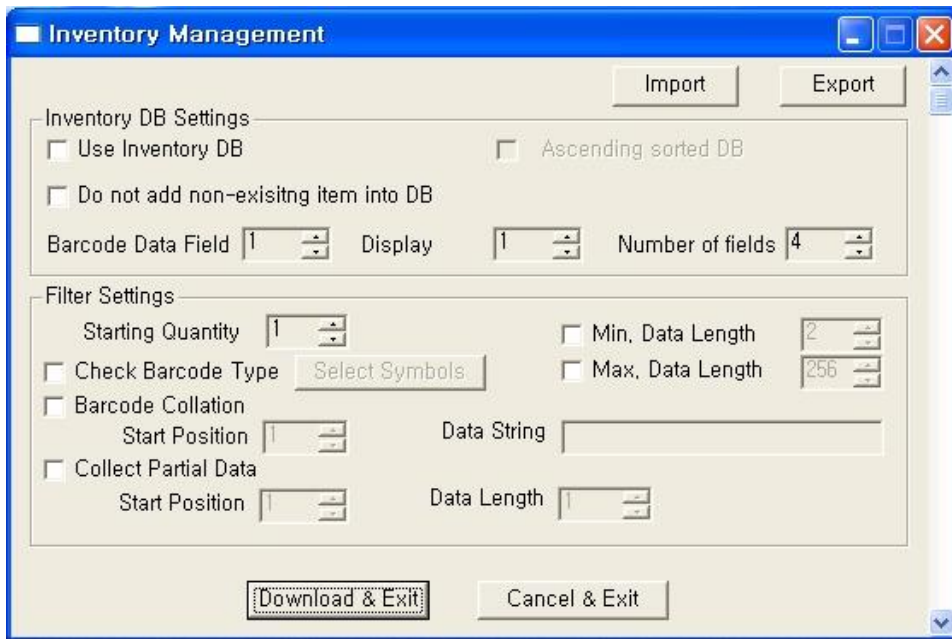 Inventory Management
Import Export
Inventory DB Settings
Use Inventory DB Ascending sorted DB
Do not add non-exisitng item into DB
Barcode Data Field 1 Display 1 Number of fields 4
Filter Settings
Starting Quantity 1 Min, Data Length 2
Check Barcode Type Select Symbols Max, Data Length 256
Barcode Collation
Start Position 1 Data String
Collect Partial Data
Start Position 1 Data Length 1
Download & Exit Cancel & Exit